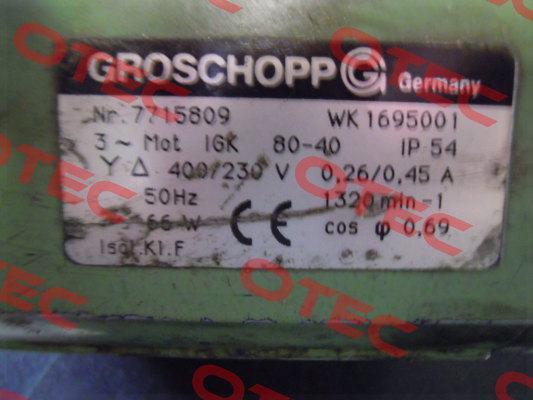 GROSCHOPP G Germany
Nr. 7715809 WK 1695001
3 ~ Mot IGK 80-40 IP 54
Y Δ 400/230 V 0,26/0,45 A
50Hz 1320 min -1
66 W CE cos φ 0,69
Isol.Kl.F
OTEC
OTEC
OTEC
OTEC
OTEC
OTEC